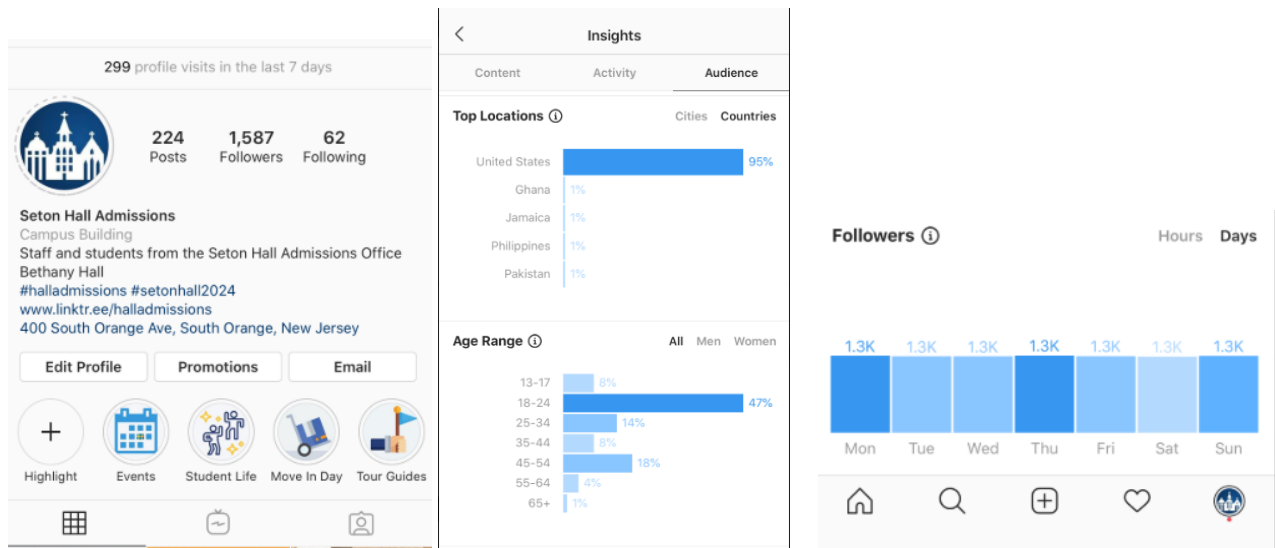 299 profile visits in the last 7 days
224 1,587 62
Posts Followers Following
Seton Hall Admissions
Campus Building
Staff and students from the Seton Hall Admissions Office
Bethany Hall
#halladmissions #setonhall2024
www.linktr.ee/halladmissions
400 South Orange Ave, South Orange, New Jersey
Edit Profile Promotions Email
Highlight Events Student Life Move In Day Tour Guides
Insights
Content Activity Audience
Top Locations Cities Countries
United States 95%
Ghana 1%
Jamaica 1%
Philippines 1%
Pakistan 1%
Age Range All Men Women
13-17 8%
18-24 47%
25-34 14%
35-44 8%
45-54 18%
55-64 4%
65+ 1%
Followers Hours Days
1.3K 1.3K 1.3K 1.3K 1.3K 1.3K 1.3K
Mon Tue Wed Thu Fri Sat Sun